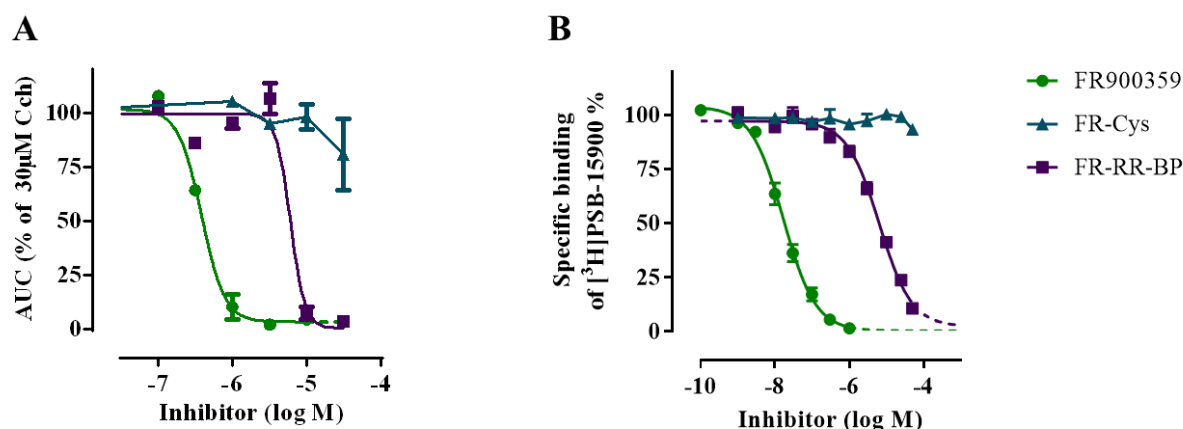 A
B
AUC (% of 30µM Cch)
100
75
50
25
0
-7
-6
-5
-4
Inhibitor (log M)
Specific binding
of [³H]PSB-15900 %
100
75
50
25
0
-10
-8
-6
-4
Inhibitor (log M)
FR900359
FR-Cys
FR-RR-BP